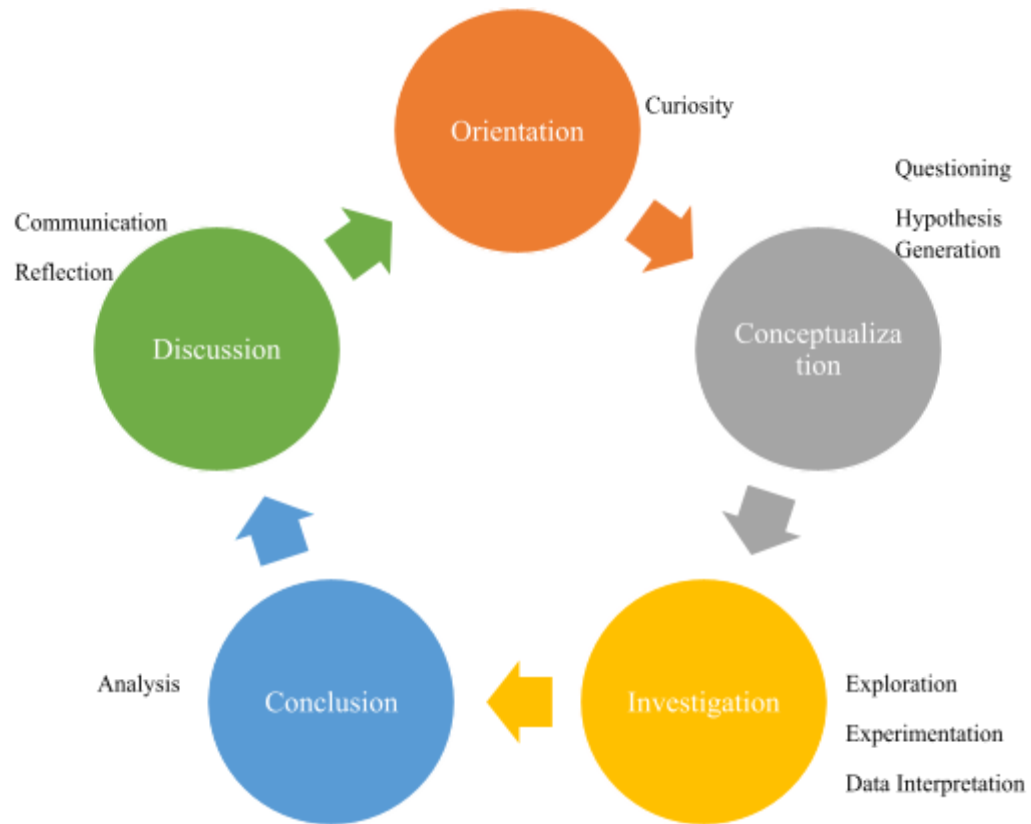 Orientation
Curiosity
Questioning
Hypothesis
Generation
Conceptualiza
tion
Investigation
Exploration
Experimentation
Data Interpretation
Conclusion
Analysis
Discussion
Communication
Reflection